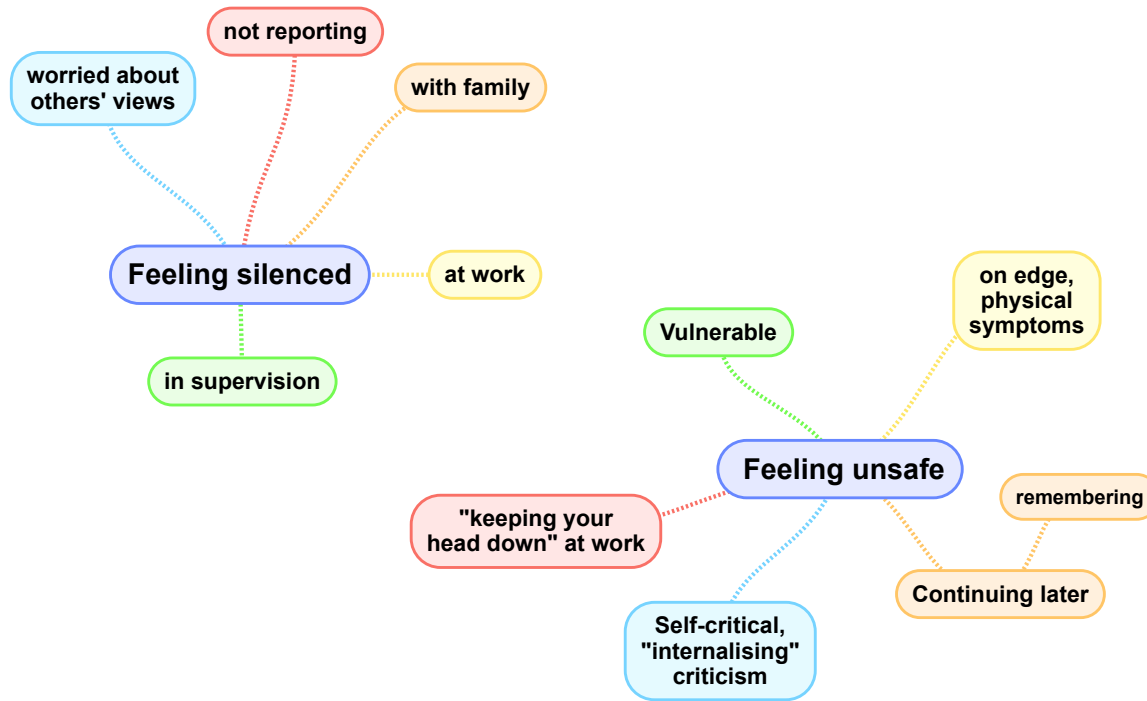 not reporting
worried about
others' views
with family
Feeling silenced
at work
in supervision
on edge,
physical
symptoms
Vulnerable
Feeling unsafe
"keeping your
head down" at work
remembering
Continuing later
Self-critical,
"internalising"
criticism